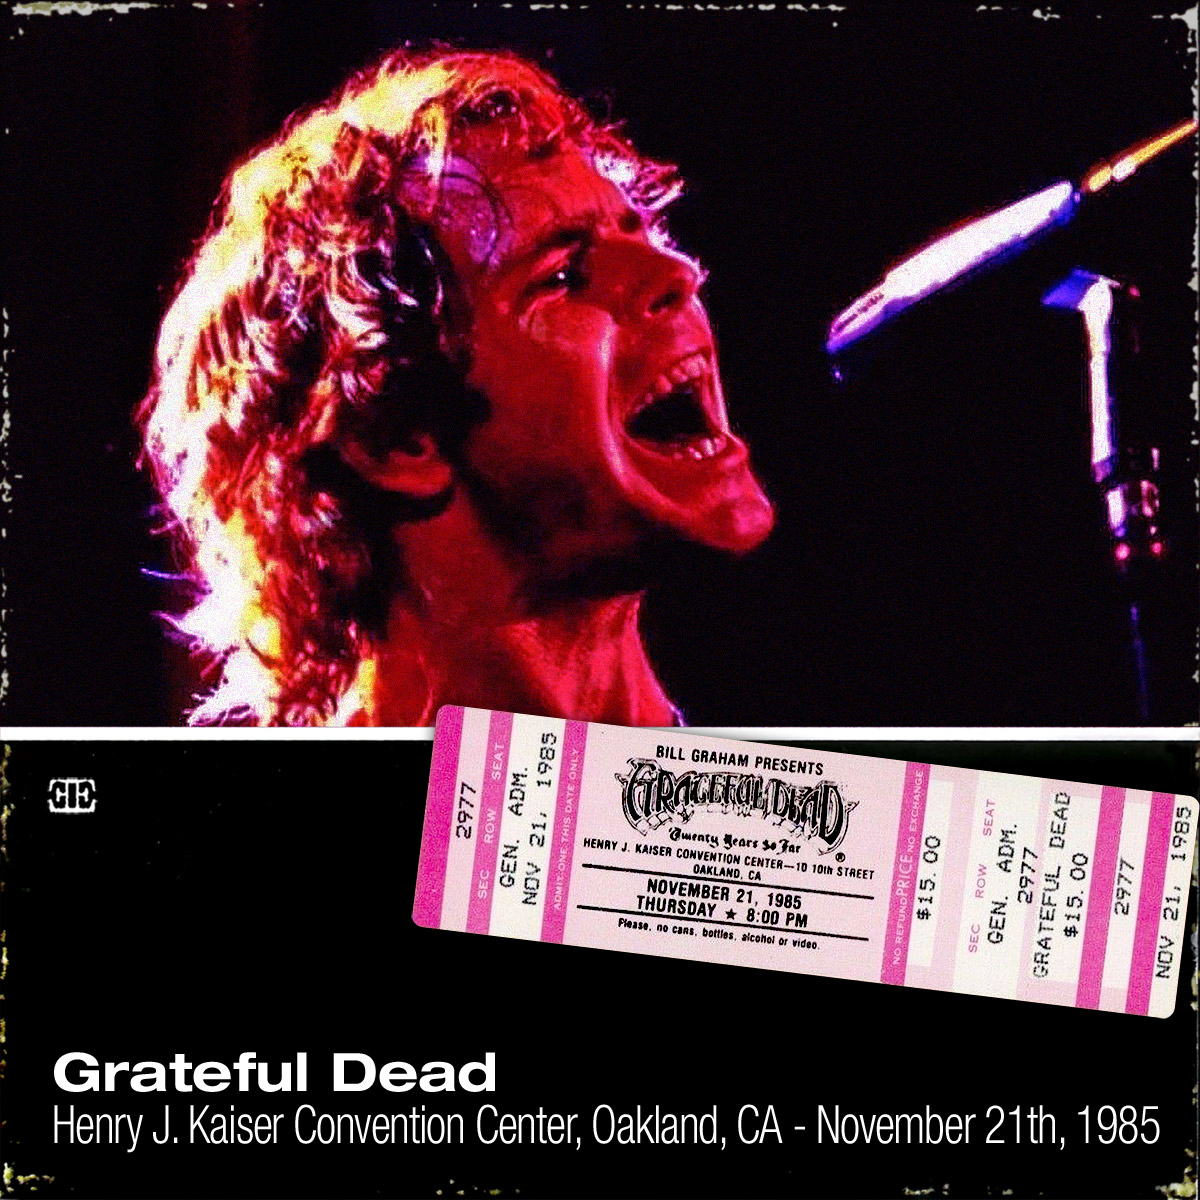 2977
SEC ROW SEAT
GEN. ADM.
NOV 21, 1985
ADMIT ONE THIS DATE ONLY
BILL GRAHAM PRESENTS
GRATEFUL DEAD
Twenty Years So Far
®
HENRY J. KAISER CONVENTION CENTER—10 10th STREET
OAKLAND, CA
NOVEMBER 21, 1985
THURSDAY ★ 8:00 PM
Please, no cans, bottles, alcohol or video.
NO REFUND PRICE NO EXCHANGE
$15.00
SEC ROW SEAT
GEN. ADM.
2977
GRATEFUL DEAD
$15.00
2977
NOV 21, 1985
Grateful Dead
Henry J. Kaiser Convention Center, Oakland, CA - November 21th, 1985